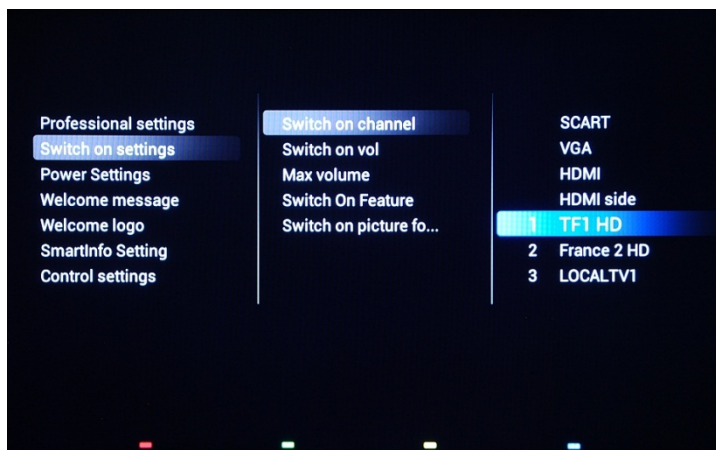 Professional settings
Switch on settings
Power Settings
Welcome message
Welcome logo
SmartInfo Setting
Control settings
Switch on channel
Switch on vol
Max volume
Switch On Feature
Switch on picture fo...
SCART
VGA
HDMI
HDMI side
1 TF1 HD
2 France 2 HD
3 LOCALTV1